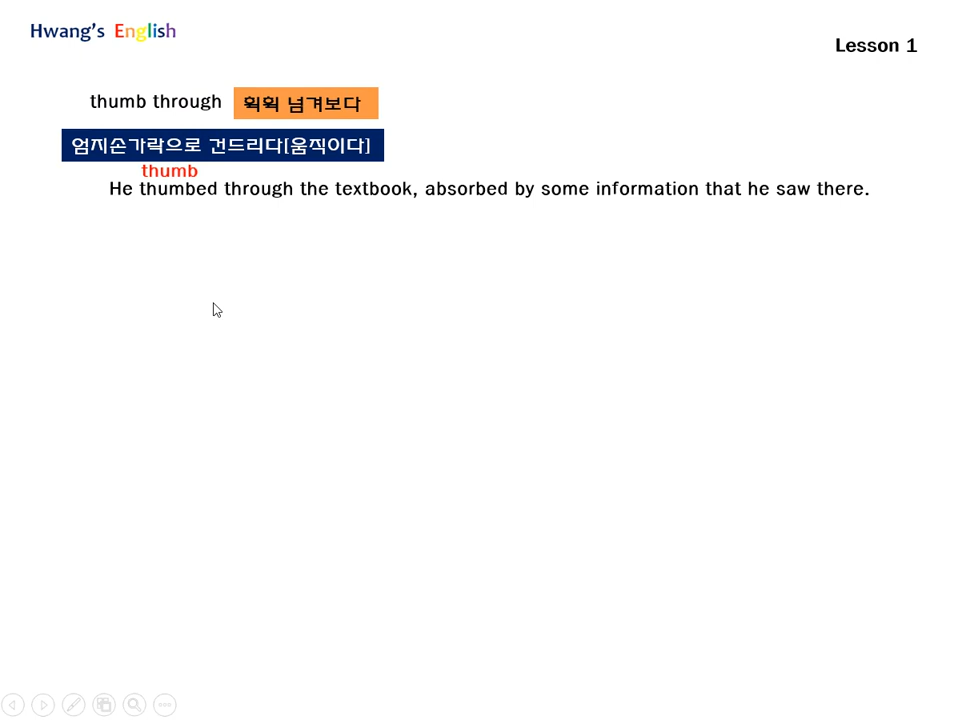 Hwang's English
Lesson 1
thumb through 휙휙 넘겨보다
엄지손가락으로 건드리다[움직이다]
thumb
He thumbed through the textbook, absorbed by some information that he saw there.